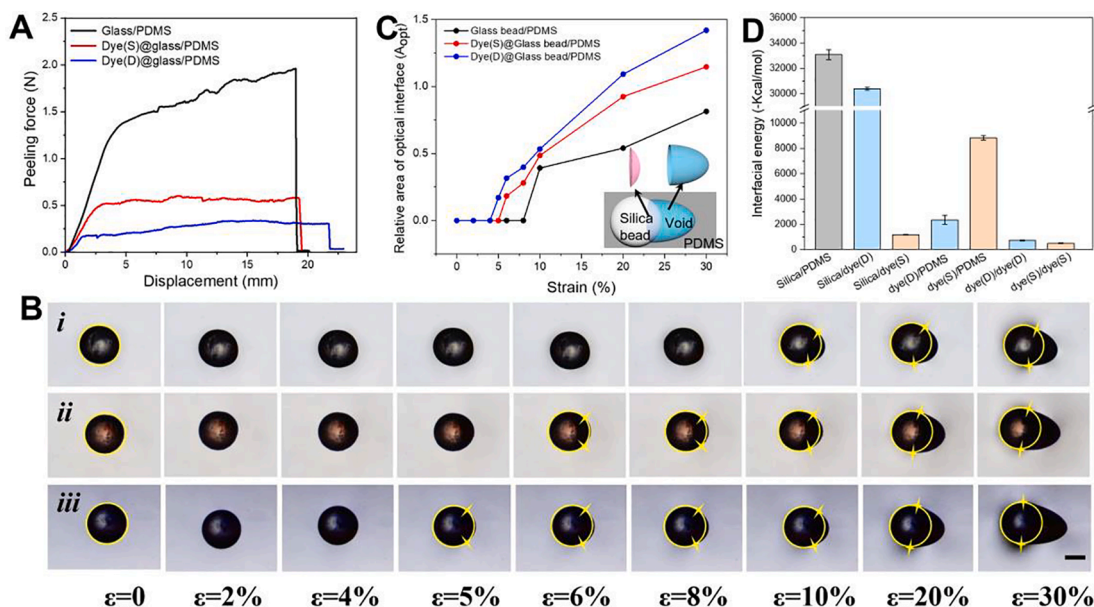 A
Peeling force (N)
2.5
2.0
1.5
1.0
0.5
0.0
Glass/PDMS
Dye(S)@glass/PDMS
Dye(D)@glass/PDMS
0 5 10 15 20
Displacement (mm)
C
Relative area of optical interface (Aopt)
1.5
1.0
0.5
0.0
Glass bead/PDMS
Dye(S)@Glass bead/PDMS
Dye(D)@Glass bead/PDMS
Silica
bead
Void
PDMS
0 10 20 30
Strain (%)
D
Interfacial energy (-Kcal/mol)
36000
33000
30000
10000
8000
6000
4000
2000
0
Silica/PDMS
Silica/dye(D)
Silica/dye(S)
dye(D)/PDMS
dye(S)/PDMS
dye(D)/dye(D)
dye(S)/dye(S)
B
i
ii
iii
ε=0 ε=2% ε=4% ε=5% ε=6% ε=8% ε=10% ε=20% ε=30%